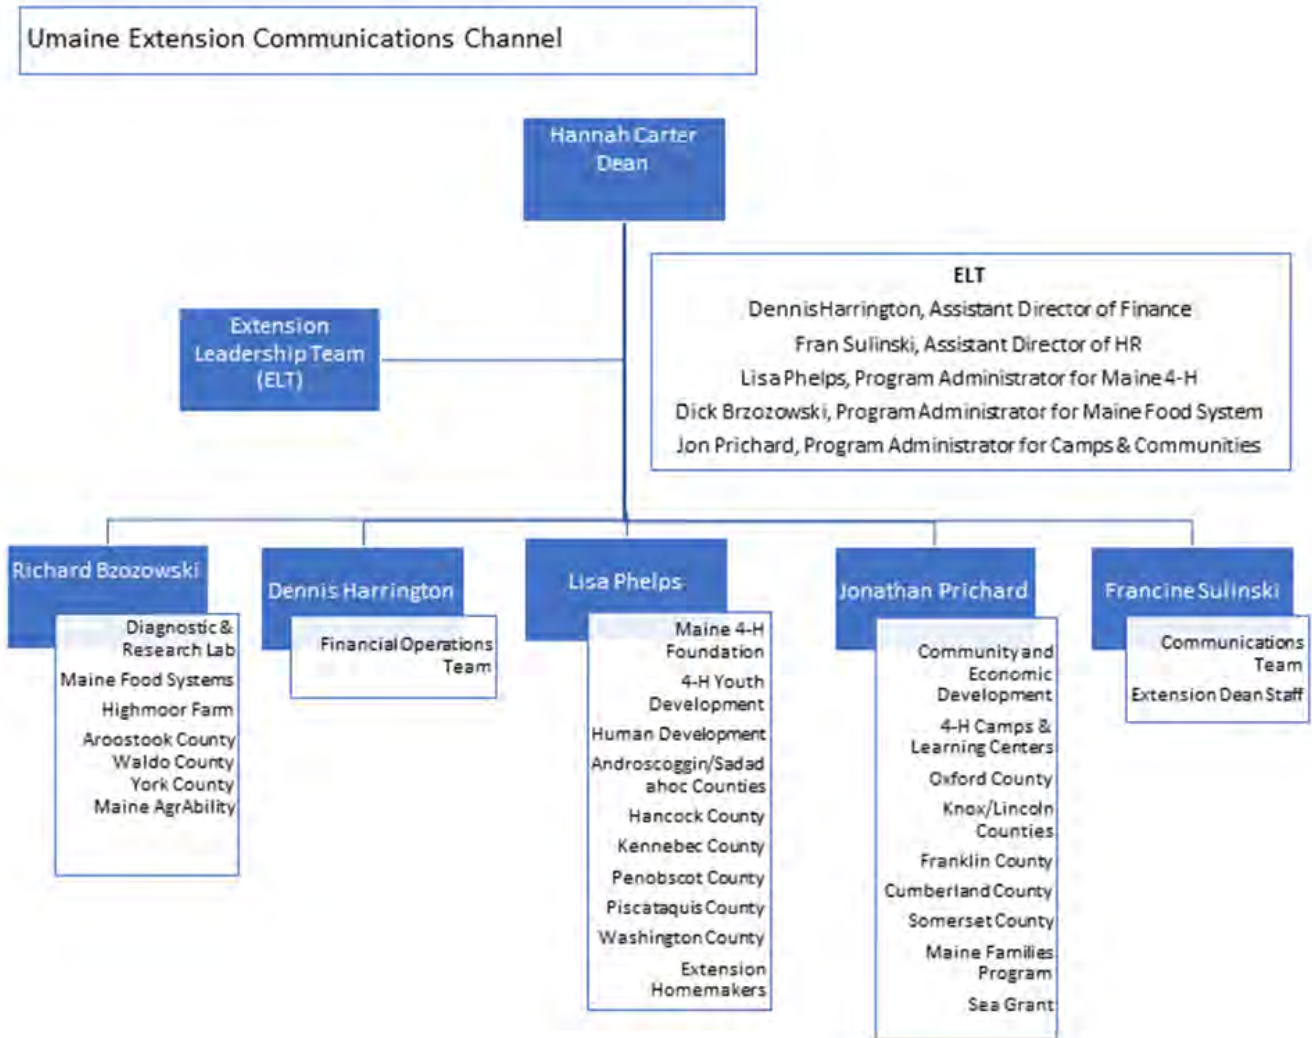 Umaine Extension Communications Channel
Hannah Carter
Dean
Extension
Leadership Team
(ELT)
ELT
DennisHarrington, Assistant Director of Finance
Fran Sulinski, Assistant Director of HR
Lisa Phelps, Program Administrator for Maine 4-H
Dick Brzozowski, Program Administrator for Maine Food System
Jon Prichard, Program Administrator for Camps & Communities
Richard Bzozowski
Diagnostic &
Research Lab
Maine Food Systems
Highmoor Farm
Aroostook County
Waldo County
York County
Maine AgrAbility
Dennis Harrington
Financial Operations
Team
Lisa Phelps
Maine 4-H
Foundation
4-H Youth
Development
Human Development
Androscoggin/Sadad
ahoc Counties
Hancock County
Kennebec County
Penobscot County
Piscataquis County
Washington County
Extension
Homemakers
Jonathan Prichard
Community and
Economic
Development
4-H Camps &
Learning Centers
Oxford County
Knox/Lincoln
Counties
Franklin County
Cumberland County
Somerset County
Maine Families
Program
Sea Grant
Francine Sulinski
Communications
Team
Extension Dean Staff